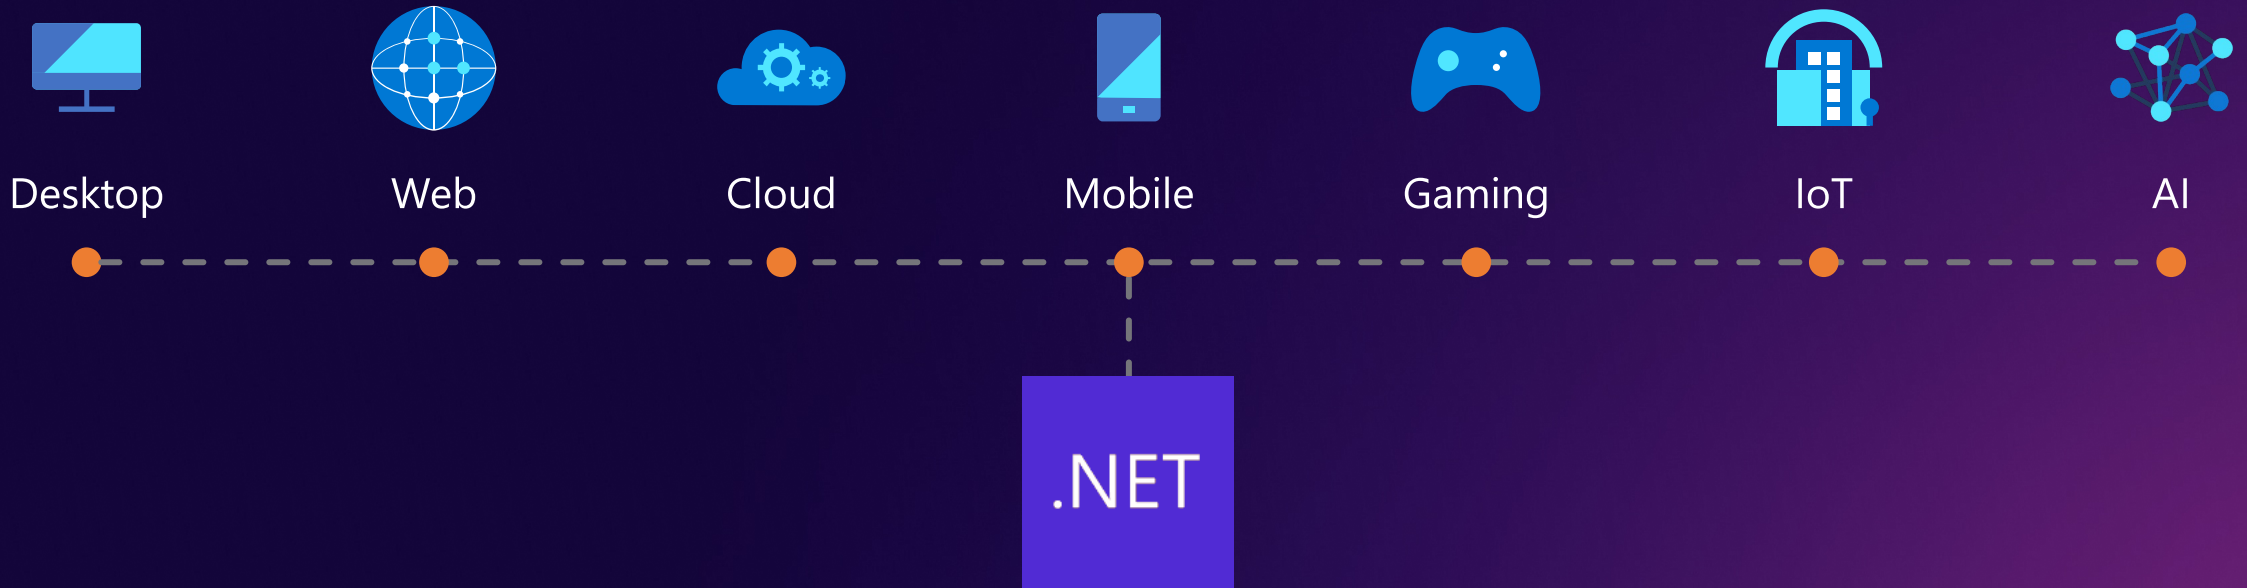 Desktop
Web
Cloud
Mobile
Gaming
IoT
AI
.NET